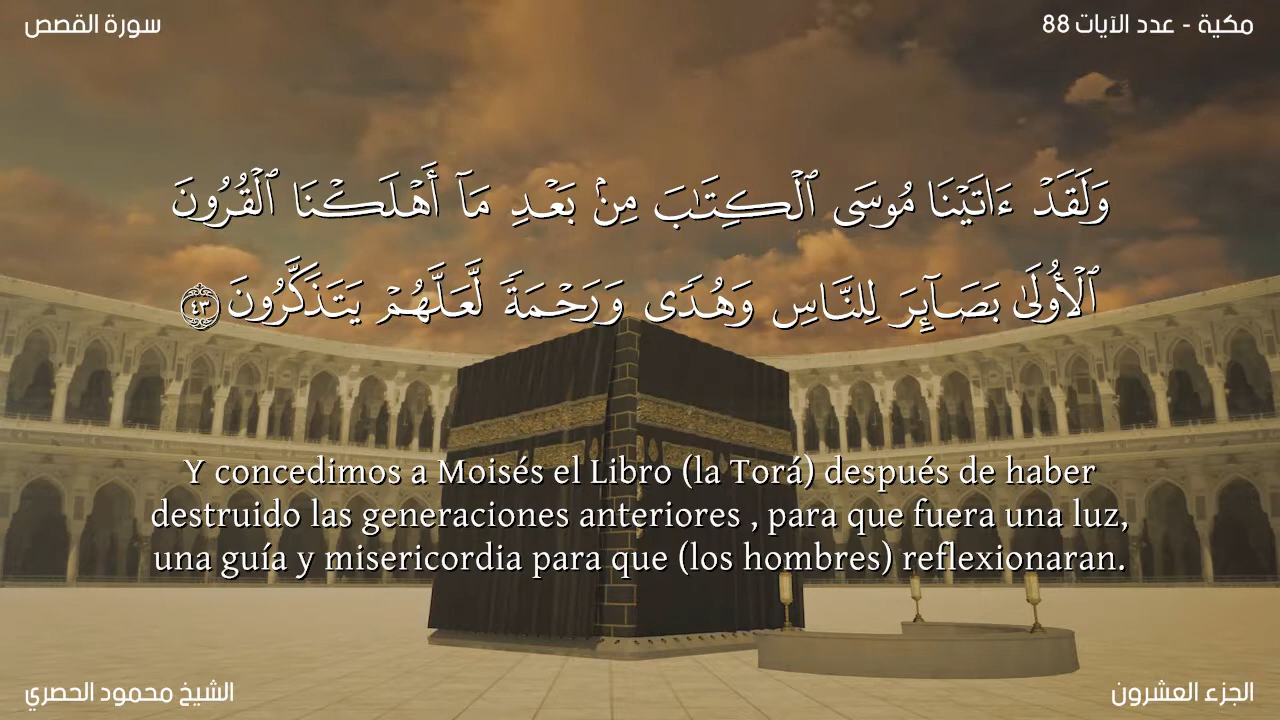 مكية - عدد الآيات 88
سورة القصص
وَلَقَدْ ءَاتَيْنَا مُوسَى ٱلْكِتَٰبَ مِنۢ بَعْدِ مَآ أَهْلَكْنَا ٱلْقُرُونَ
ٱلْأُولَىٰ بَصَآئِرَ لِلنَّاسِ وَهُدًى وَرَحْمَةً لَّعَلَّهُمْ يَتَذَكَّرُونَ ٤٣
Y concedimos a Moisés el Libro (la Torá) después de haber
destruido las generaciones anteriores , para que fuera una luz,
una guía y misericordia para que (los hombres) reflexionaran.
الجزء العشرون
الشيخ محمود الحصري